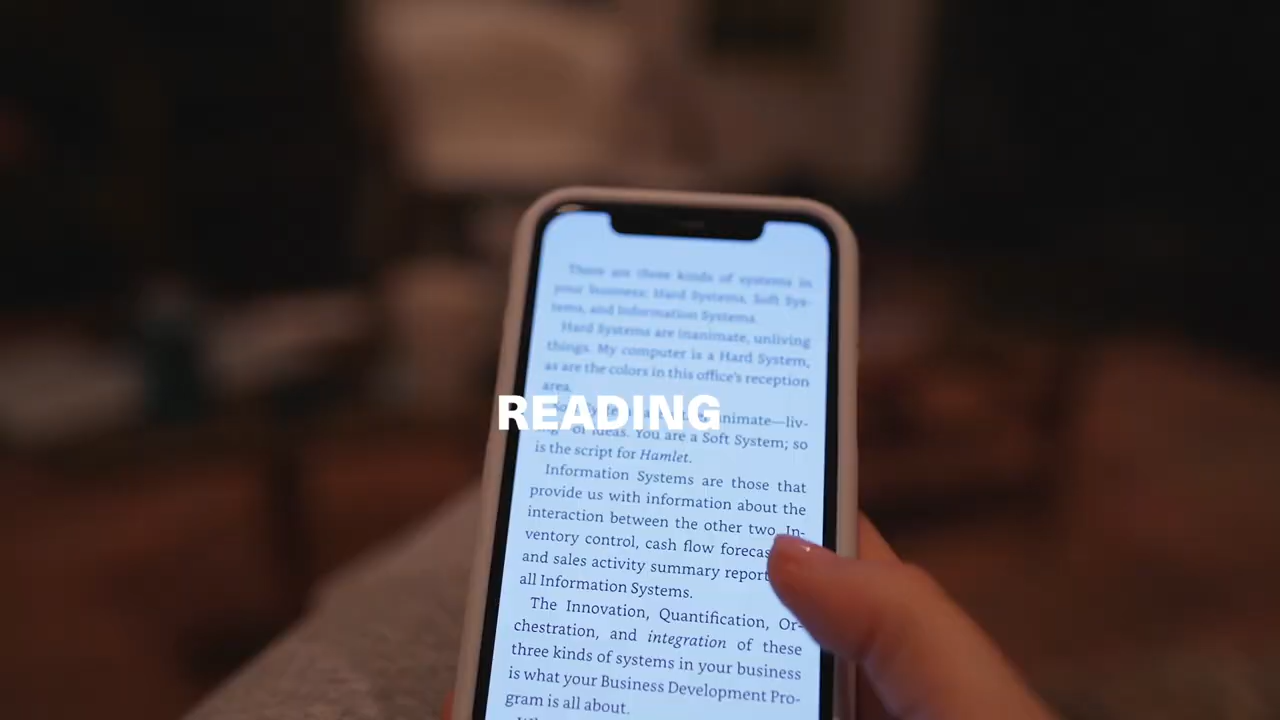 There are three kinds of systems in
your business: Hard Systems, Soft Sys-
tems, and Information Systems.
Hard Systems are inanimate, unliving
things. My computer is a Hard System,
as are the colors in this office's reception
area.
READING
animate—liv-
or ideas. You are a Soft System; so
is the script for Hamlet.
Information Systems are those that
provide us with information about the
interaction between the other two. In-
ventory control, cash flow
and sales activity summary
all Information Systems.
The Innovation, Quantification, Or-
chestration, and integration of these
three kinds of systems in your business
is what your Business Development Pro-
gram is all about.